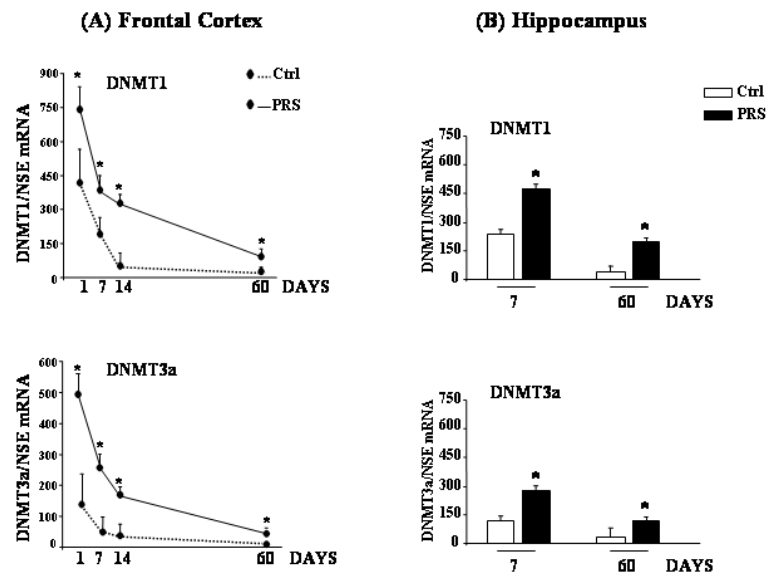 (A) Frontal Cortex
DNMT1
Ctrl
PRS
DNMT1/NSE mRNA
900
750
600
450
300
150
0
* * * *
1 7 14 60 DAYS
DNMT3a
DNMT3a/NSE mRNA
600
500
400
300
200
100
0
* * * *
1 7 14 60 DAYS
(B) Hippocampus
Ctrl
PRS
DNMT1
DNMT1/NSE mRNA
750
600
450
300
150
0
* *
7 60 DAYS
DNMT3a
DNMT3a/NSE mRNA
750
600
450
300
150
0
* *
7 60 DAYS